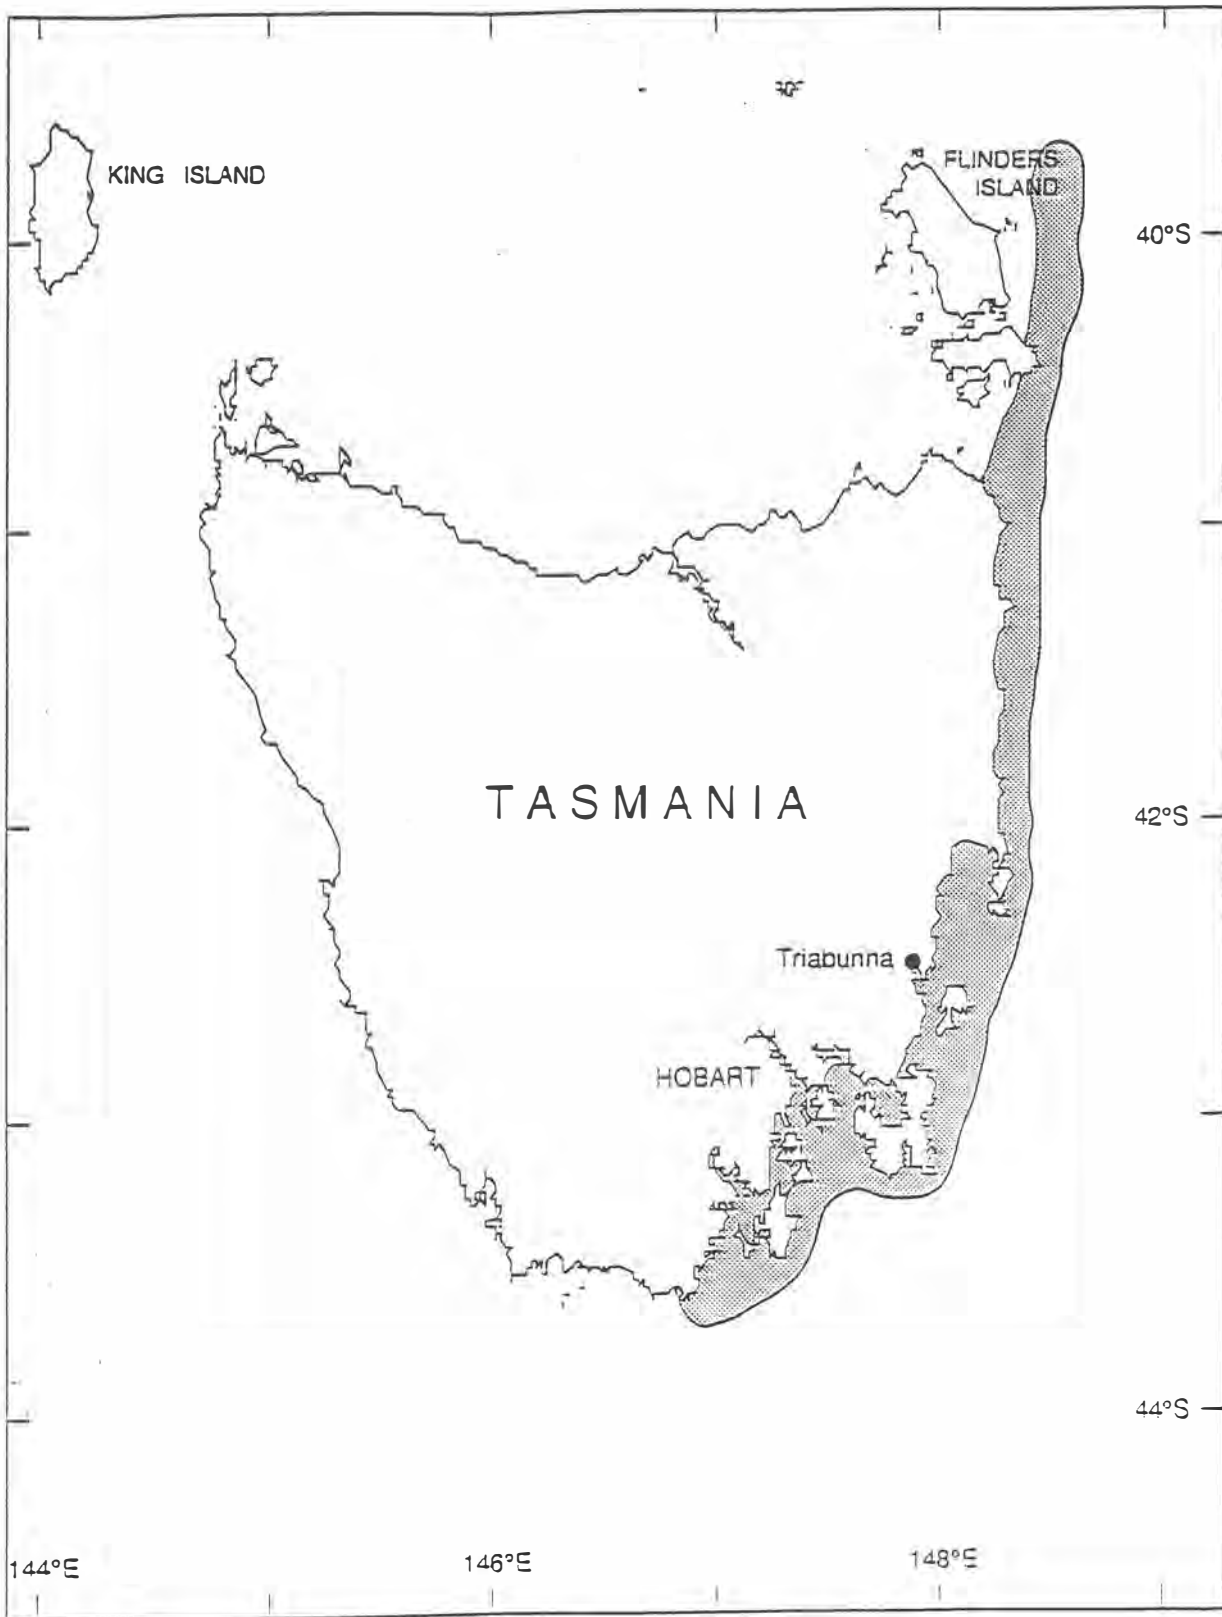 KING ISLAND
FLINDERS
ISLAND
40°S
TASMANIA
42°S
Triabunna
HOBART
44°S
144°E
146°E
148°E